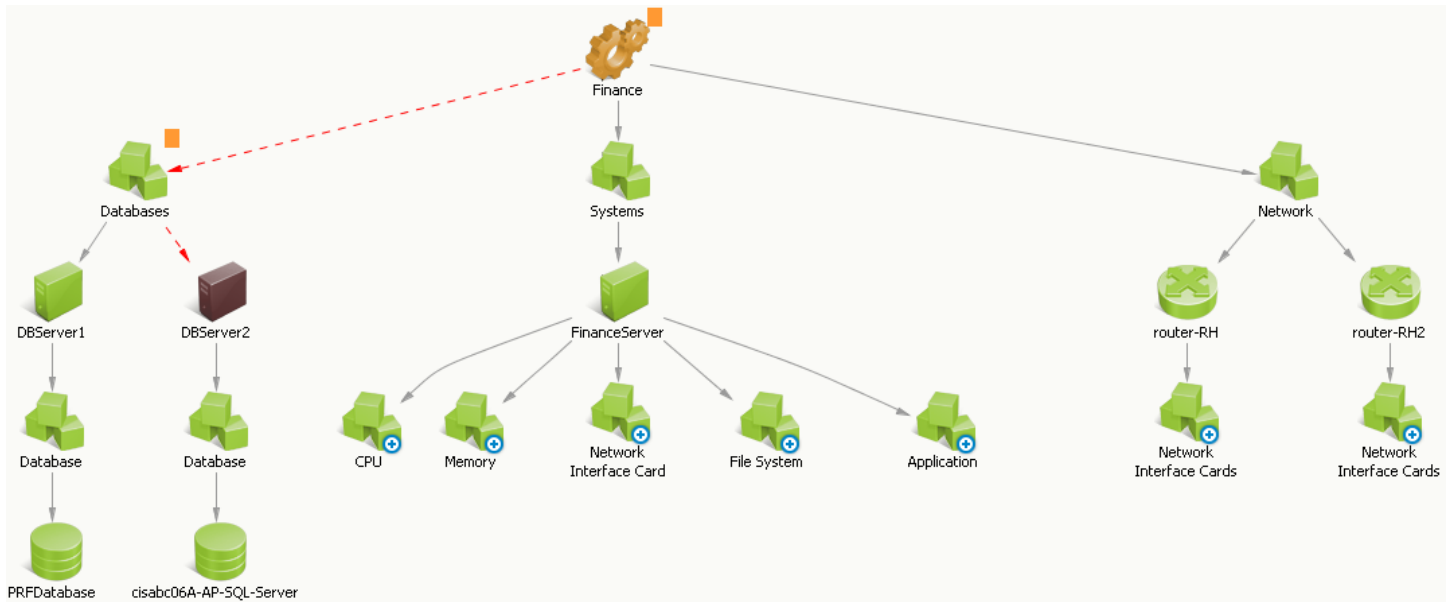 Finance
Databases
Systems
Network
DBServer1
DBServer2
FinanceServer
router-RH
router-RH2
Database
Database
CPU
Memory
Network
Interface Card
File System
Application
Network
Interface Cards
Network
Interface Cards
PRFDatabase
cisabc06A-AP-SQL-Server